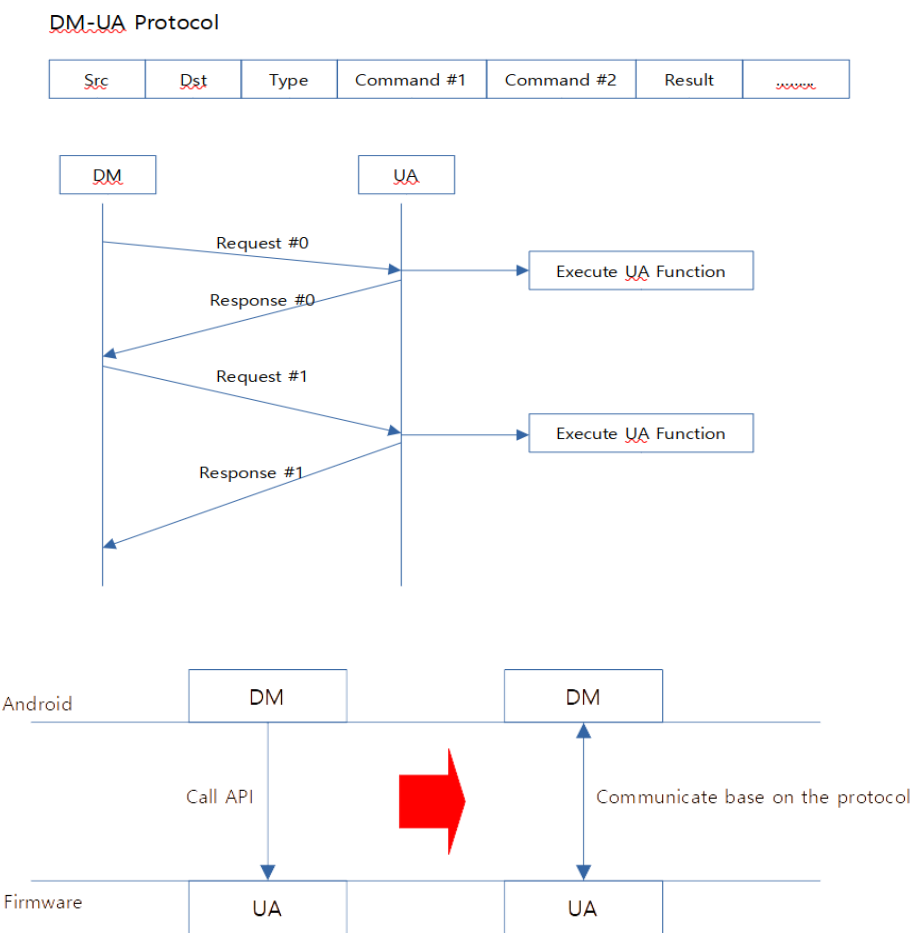 DM-UA Protocol
Src Dst Type Command #1 Command #2 Result ........
DM UA
Request #0
Execute UA Function
Response #0
Request #1
Execute UA Function
Response #1
DM DM
Android
Call API Communicate base on the protocol
Firmware
UA UA